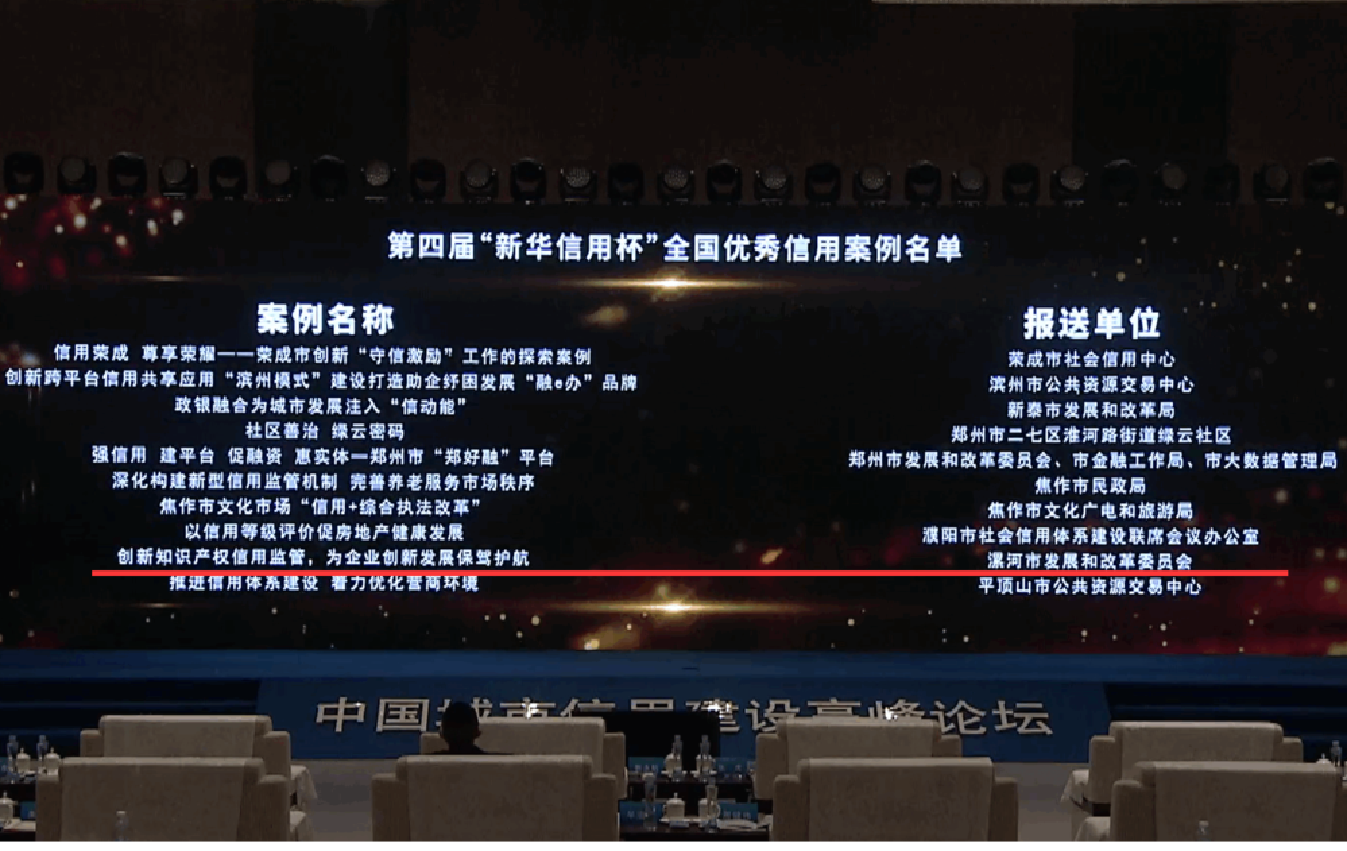 第四届“新华信用杯”全国优秀信用案例名单
案例名称 报送单位
信用荣成 尊享荣耀——荣成市创新“守信激励”工作的探索案例 荣成市社会信用中心
创新跨平台信用共享应用“滨州模式”建设打造助企纾困发展“融e办”品牌 滨州市公共资源交易中心
政银融合为城市发展注入“信动能” 新泰市发展和改革局
社区善治 绿云密码 郑州市二七区淮河路街道绿云社区
强信用 建平台 促融资 惠实体—郑州市“郑好融”平台 郑州市发展和改革委员会、市金融工作局、市大数据管理局
深化构建新型信用监管机制 完善养老服务市场秩序 焦作市民政局
焦作市文化市场“信用+综合执法改革” 焦作市文化广电和旅游局
以信用等级评价促房地产健康发展 濮阳市社会信用体系建设联席会议办公室
创新知识产权信用监管，为企业创新发展保驾护航 漯河市发展和改革委员会
推进信用体系建设 着力优化营商环境 平顶山市公共资源交易中心
中国城市信用建设高峰论坛